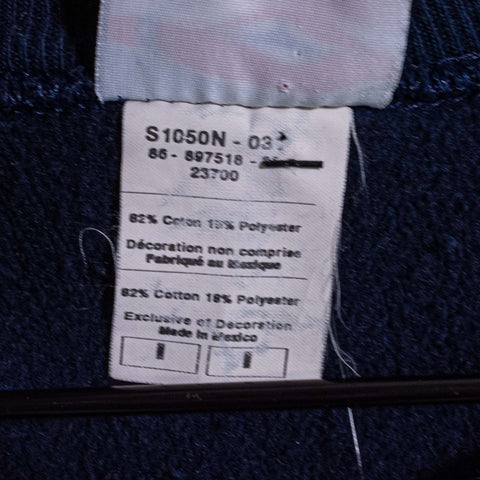 S1050N - 03
86 - 897518 -
23700
82% Coton 18% Polyester
Décoration non comprise
Fabriqué au Mexique
82% Cotton 18% Polyester
Exclusive of Decoration
Made in Mexico